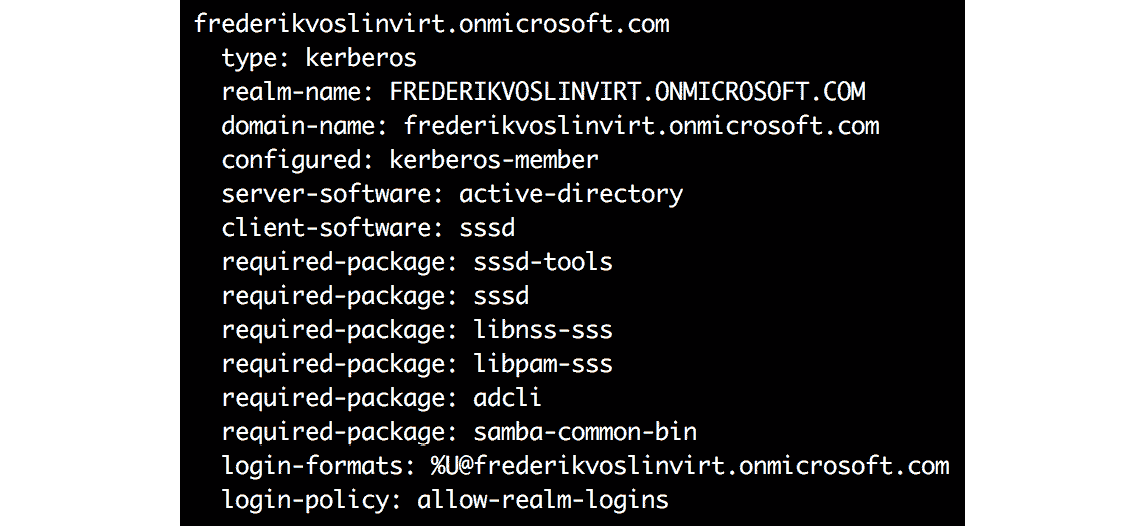 frederikvoslinvirt.onmicrosoft.com
type: kerberos
realm-name: FREDERIKVOSLINVIRT.ONMICROSOFT.COM
domain-name: frederikvoslinvirt.onmicrosoft.com
configured: kerberos-member
server-software: active-directory
client-software: sssd
required-package: sssd-tools
required-package: sssd
required-package: libnss-sss
required-package: libpam-sss
required-package: adcli
required-package: samba-common-bin
login-formats: %U@frederikvoslinvirt.onmicrosoft.com
login-policy: allow-realm-logins